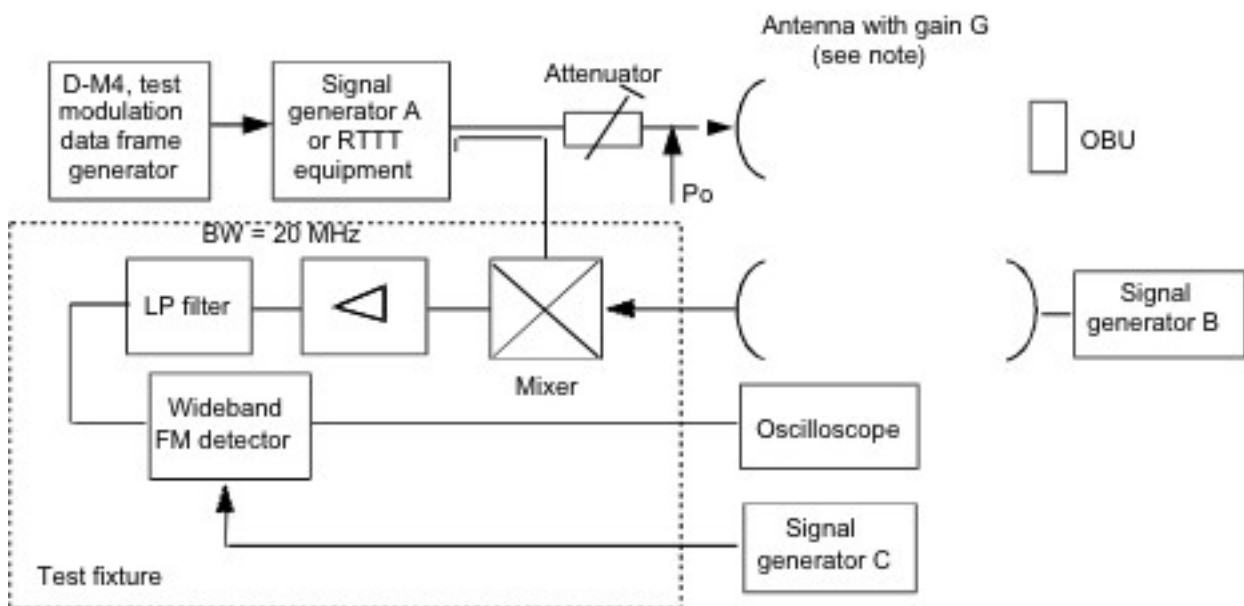 Antenna with gain G
(see note)
D-M4, test
modulation
data frame
generator
Signal
generator A
or RTTT
equipment
Attenuator
OBU
Po
BW = 20 MHz
LP filter
Mixer
Signal
generator B
Wideband
FM detector
Oscilloscope
Signal
generator C
Test fixture